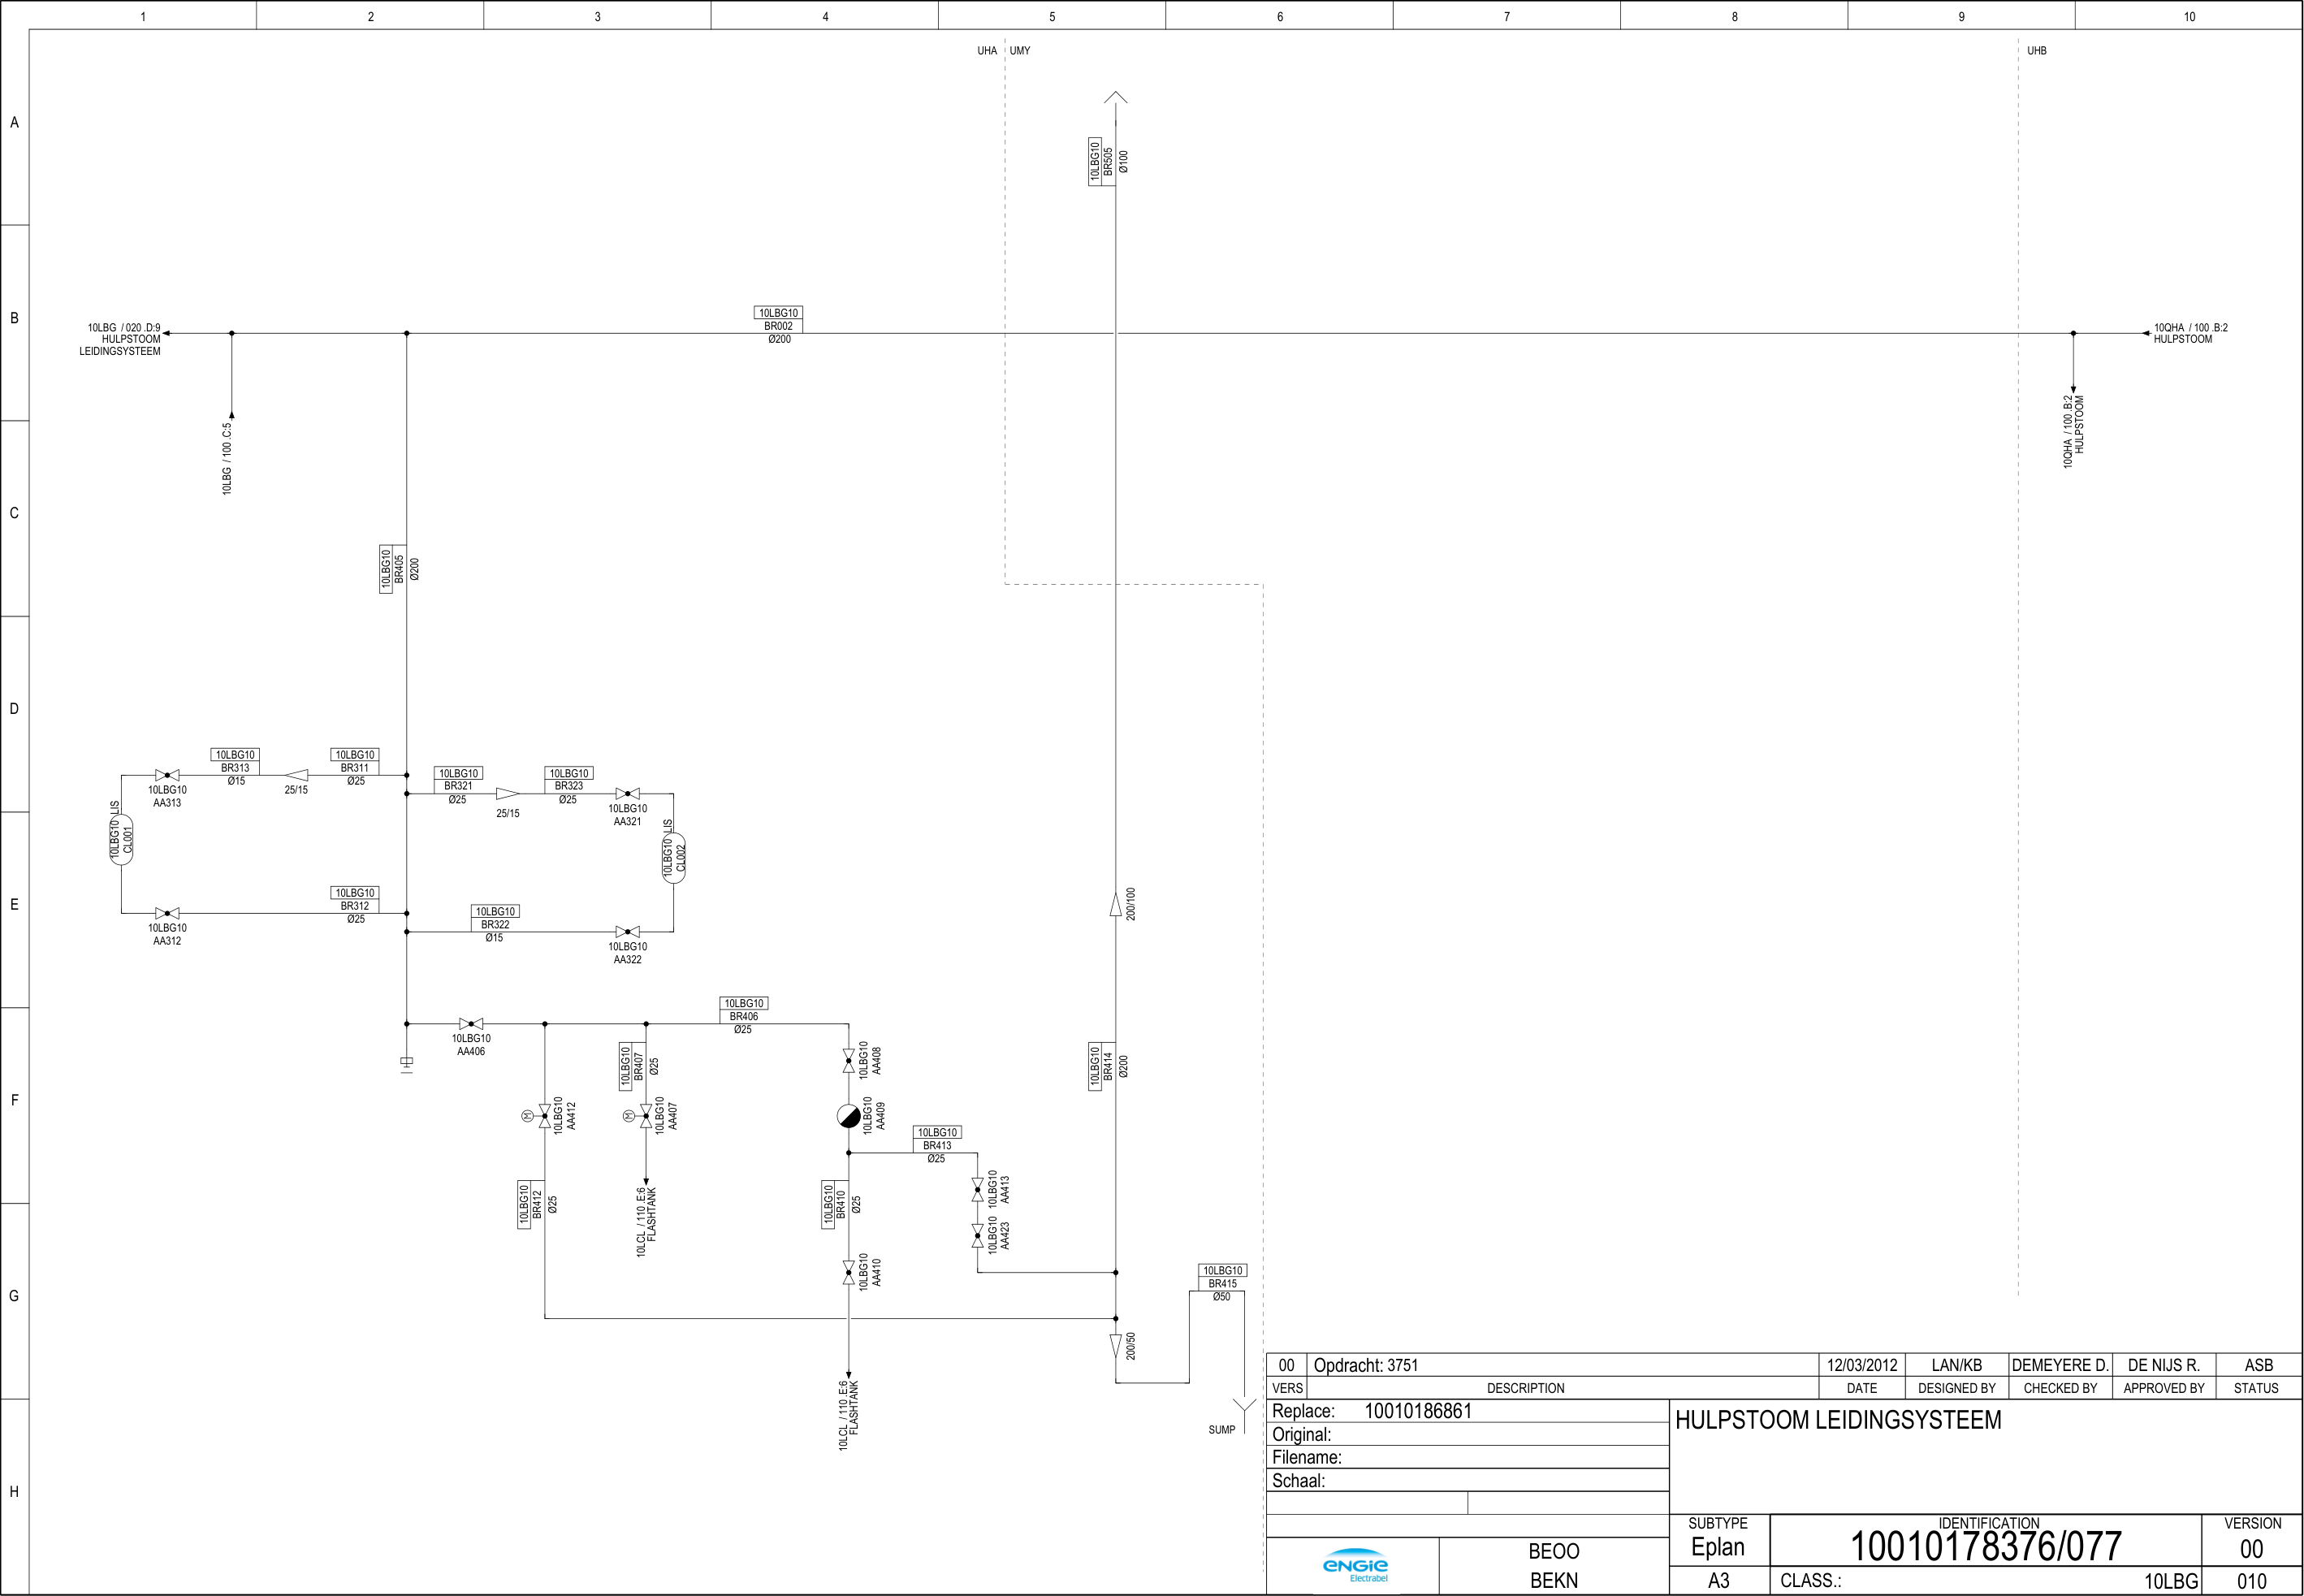 1 2 3 4 5 6 7 8 9 10
UHA UMY
UHB
A
10LBG10
BR505
Ø100
B
10LBG10
BR002
Ø200
10LBG / 020 .D:9
HULPSTOOM
LEIDINGSYSTEEM
10QHA / 100 .B:2
HULPSTOOM
10LBG / 100 .C:5
10QHA / 100 .B:2
HULPSTOOM
C
10LBG10
BR405
Ø200
D
10LBG10
BR313
Ø15
10LBG10
BR311
Ø25
25/15
10LBG10
AA313
10LBG10
BR321
Ø25
10LBG10
BR323
Ø25
25/15
10LBG10
AA321
10LBG10 LIS
CL001
10LBG10 LIS
CL002
E
10LBG10
BR312
Ø25
10LBG10
AA312
10LBG10
BR322
Ø15
10LBG10
AA322
200/100
10LBG10
BR406
Ø25
10LBG10
AA406
10LBG10
BR407
Ø25
10LBG10
AA408
10LBG10
BR414
Ø200
F
M
10LBG10
AA412
M
10LBG10
AA407
10LBG10
AA409
10LBG10
BR413
Ø25
10LBG10
BR412
Ø25
10LCL / 110 .E:6
FLASHTANK
10LBG10
BR410
Ø25
10LBG10
AA413
10LBG10
AA423
G
10LBG10
AA410
10LBG10
BR415
Ø50
200/50
10LCL / 110 .E:6
FLASHTANK
SUMP
H
00 Opdracht: 3751 12/03/2012 LAN/KB DEMEYERE D. DE NIJS R. ASB
VERS DESCRIPTION DATE DESIGNED BY CHECKED BY APPROVED BY STATUS
Replace: 10010186861
Original:
Filename:
Schaal:
HULPSTOOM LEIDINGSYSTEEM
ENGIE
Electrabel
BEOO
BEKN
SUBTYPE
Eplan
A3
IDENTIFICATION
10010178376/077
CLASS.: 10LBG
VERSION
00
010